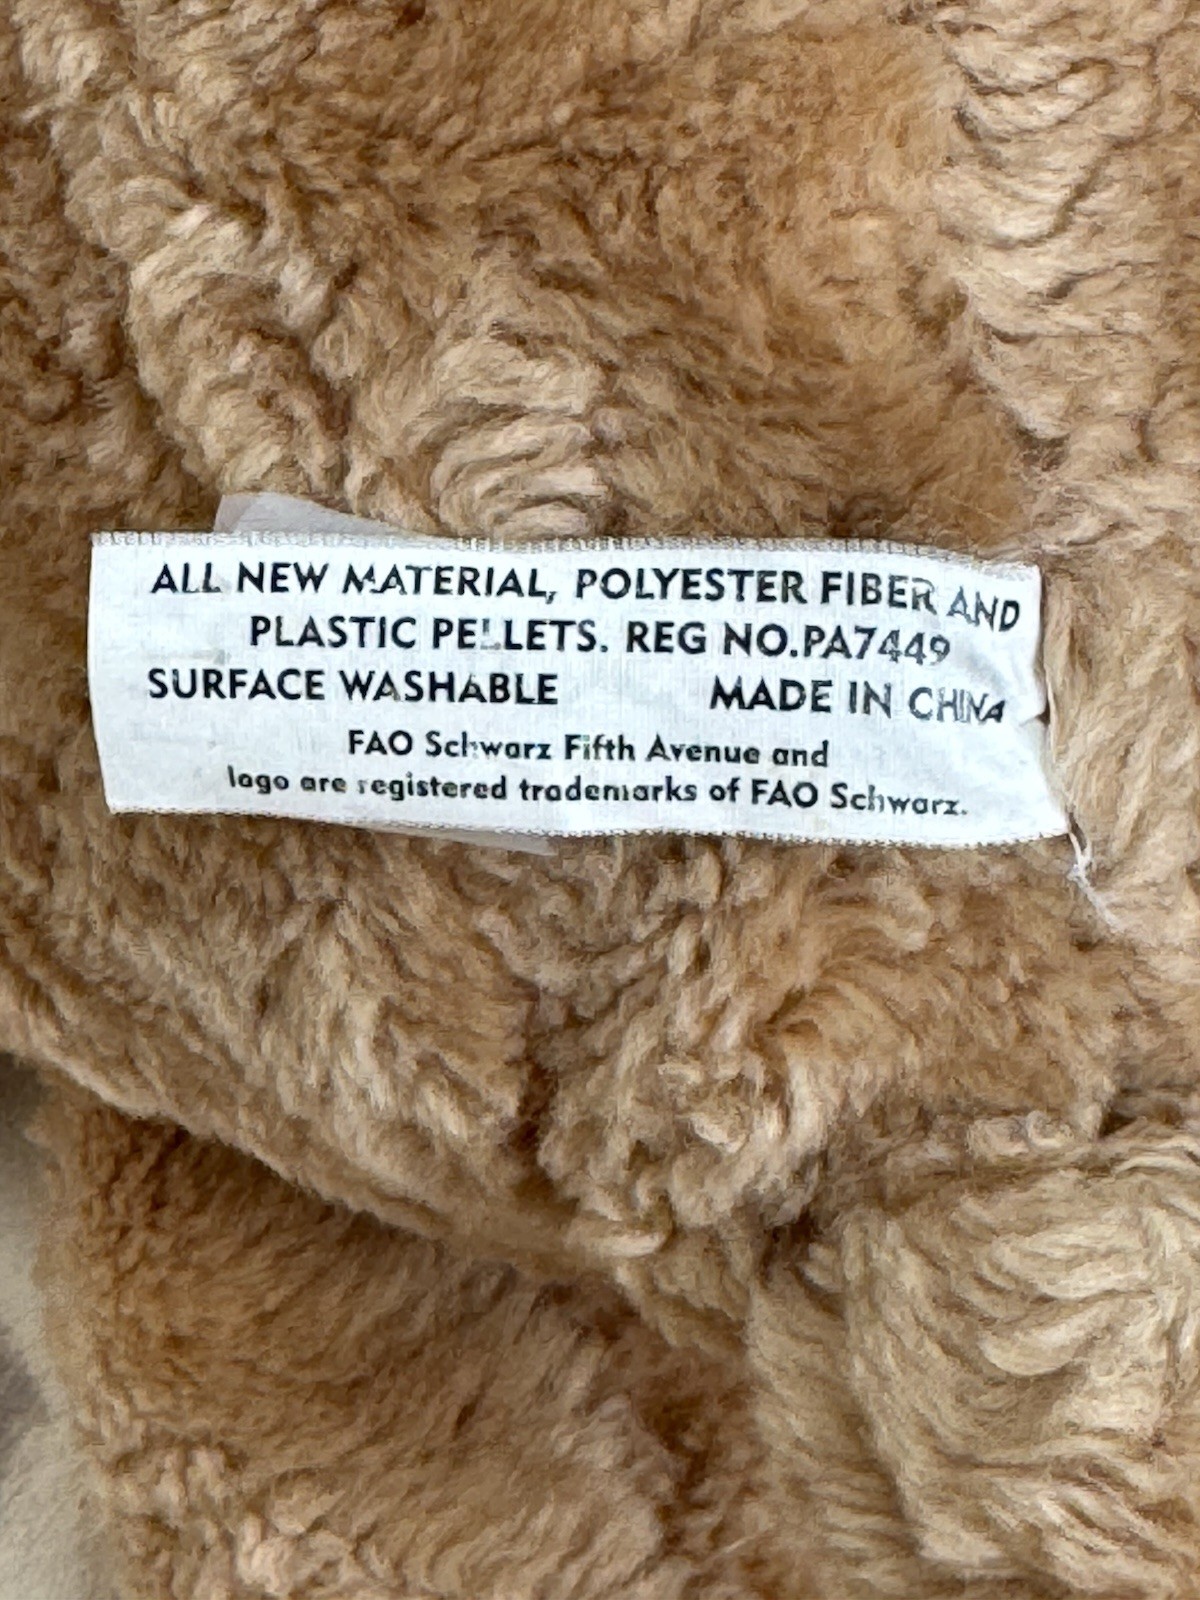 ALL NEW MATERIAL, POLYESTER FIBER AND
PLASTIC PELLETS. REG NO.PA7449
SURFACE WASHABLE MADE IN CHINA
FAO Schwarz Fifth Avenue and
logo are registered trademarks of FAO Schwarz.